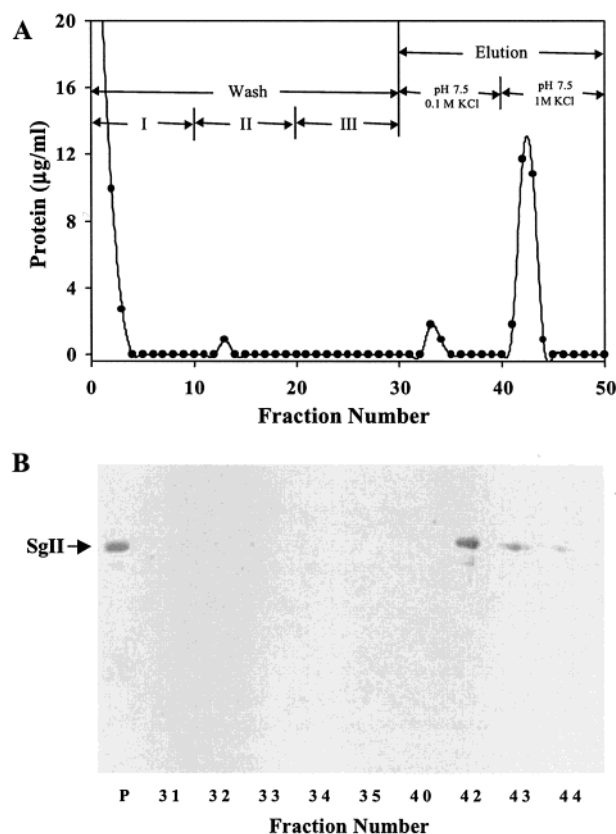 A
20
16
12
8
4
0
Protein (µg/ml)
Elution
Wash
pH 7.5
0.1 M KCl
pH 7.5
1M KCl
I
II
III
0
10
20
30
40
50
Fraction Number
B
SgII
P 31 32 33 34 35 40 42 43 44
Fraction Number